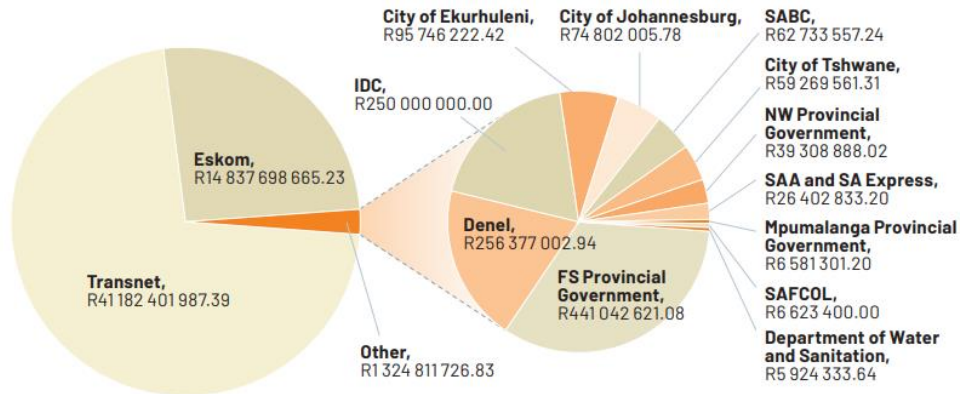 City of Ekurhuleni,
R95 746 222.42
City of Johannesburg,
R74 802 005.78
SABC,
R62 733 557.24
City of Tshwane,
R59 269 561.31
NW Provincial
Government,
R39 308 888.02
SAA and SA Express,
R26 402 833.20
Mpumalanga Provincial
Government,
R6 581 301.20
SAFCOL,
R6 623 400.00
Department of Water
and Sanitation,
R5 924 333.64
IDC,
R250 000 000.00
Eskom,
R14 837 698 665.23
Denel,
R256 377 002.94
FS Provincial
Government,
R441 042 621.08
Transnet,
R41 182 401 987.39
Other,
R1 324 811 726.83